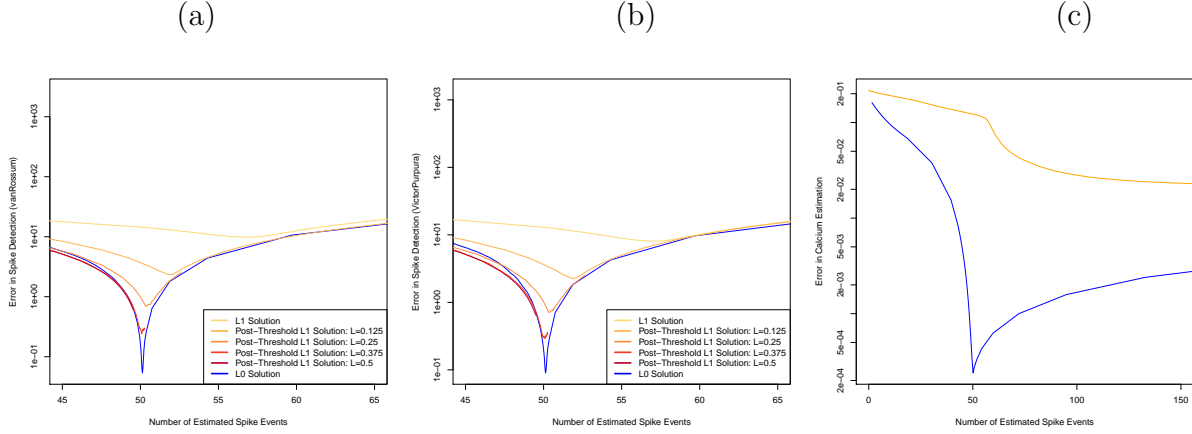 (a)
(b)
(c)
Error in Spike Detection (vanRossum)
1e+03
1e+02
1e+01
1e+00
1e−01
45
50
55
60
65
Number of Estimated Spike Events
L1 Solution
Post−Threshold L1 Solution: L=0.125
Post−Threshold L1 Solution: L=0.25
Post−Threshold L1 Solution: L=0.375
Post−Threshold L1 Solution: L=0.5
L0 Solution
Error in Spike Detection (VictorPurpura)
1e+03
1e+02
1e+01
1e+00
1e−01
45
50
55
60
65
Number of Estimated Spike Events
L1 Solution
Post−Threshold L1 Solution: L=0.125
Post−Threshold L1 Solution: L=0.25
Post−Threshold L1 Solution: L=0.375
Post−Threshold L1 Solution: L=0.5
L0 Solution
Error in Calcium Estimation
2e−01
5e−02
2e−02
5e−03
2e−03
5e−04
2e−04
0
50
100
150
Number of Estimated Spike Events